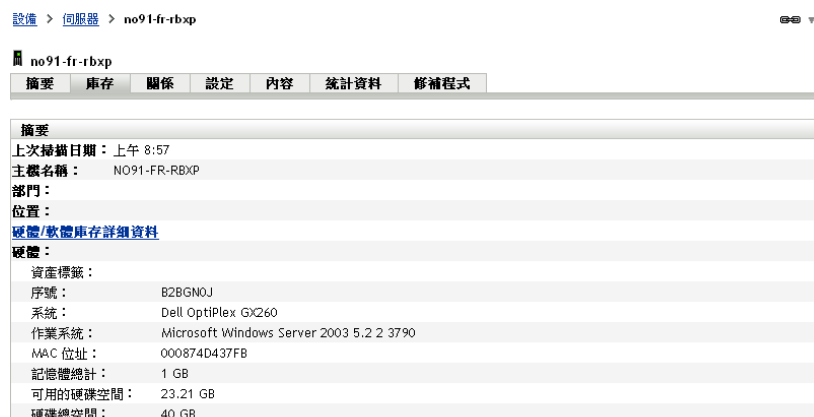 設備 > 伺服器 > no91-fr-rbxp
no91-fr-rbxp
摘要 庫存 關係 設定 內容 統計資料 修補程式
摘要
上次掃描日期：上午 8:57
主機名稱： NO91-FR-RBXP
部門：
位置：
硬體/軟體庫存詳細資料
硬體：
資產標籤：
序號： B2BGN0J
系統： Dell OptiPlex GX260
作業系統： Microsoft Windows Server 2003 5.2 2 3790
MAC 位址： 000874D437FB
記憶體總計： 1 GB
可用的硬碟空間： 23.21 GB
硬碟總空間： 40 GB